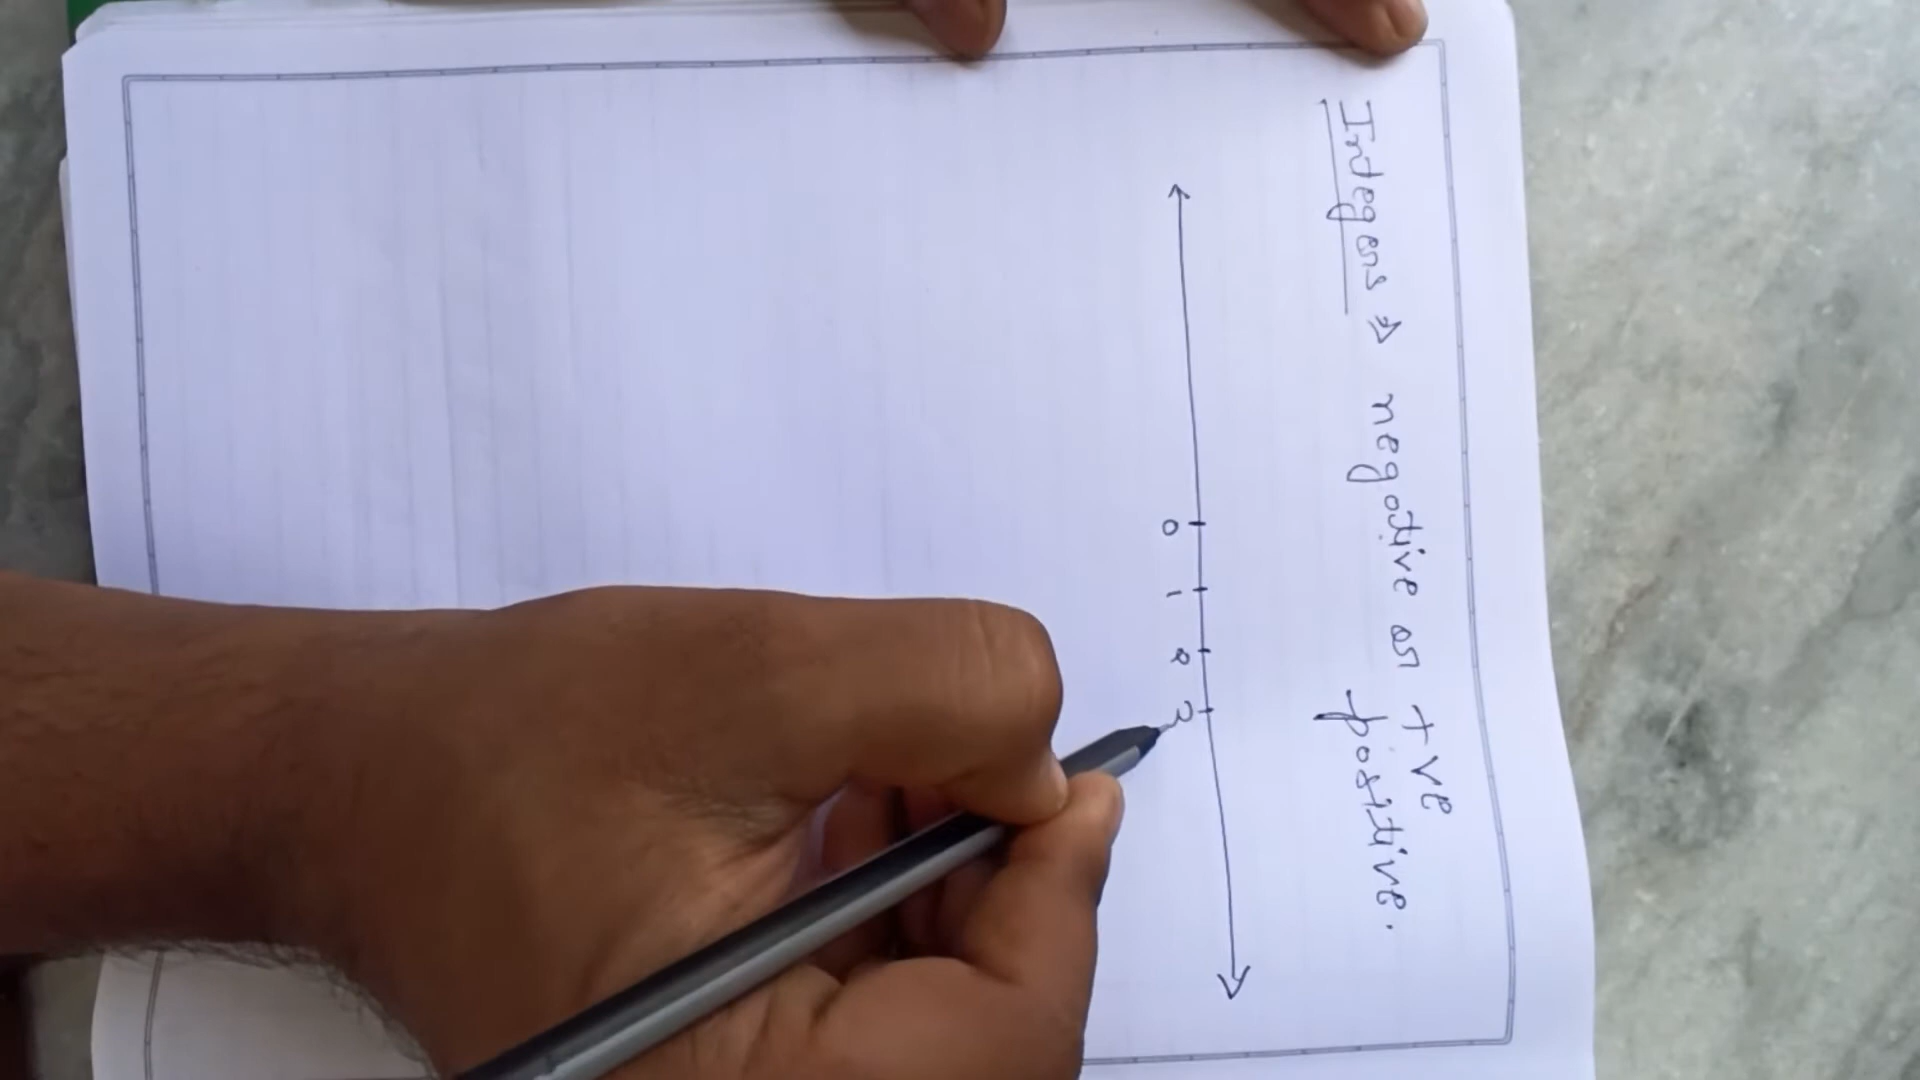 Integers ⇒ negative or +ve
positive.
0 1 2 3